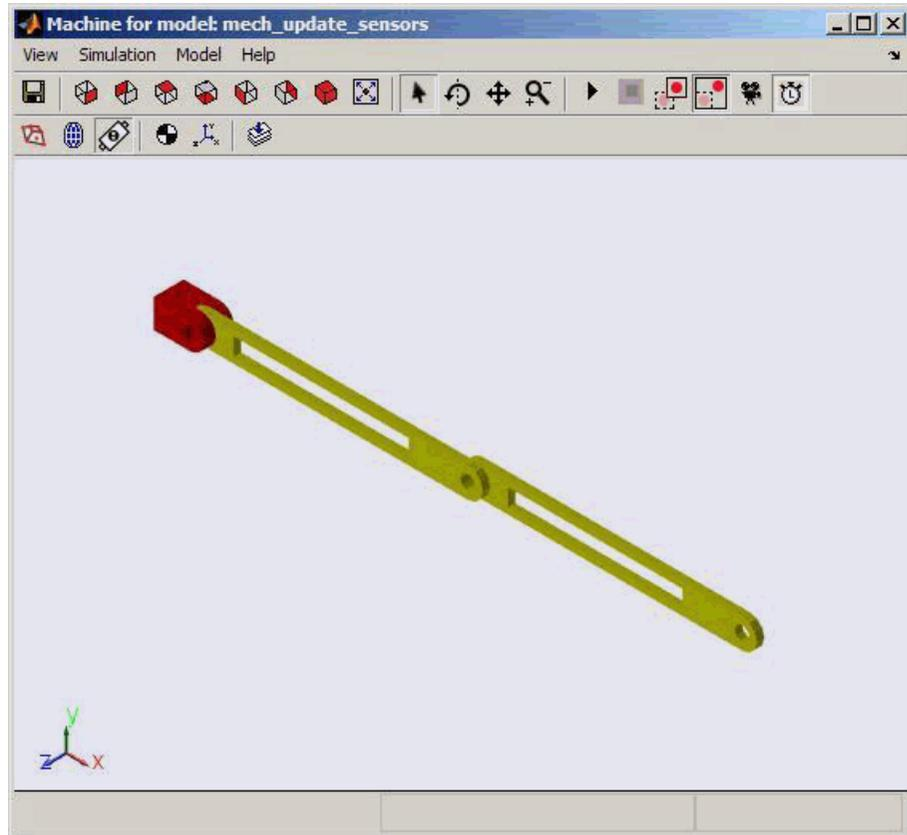 Machine for model: mech_update_sensors
View Simulation Model Help
Y
Z X